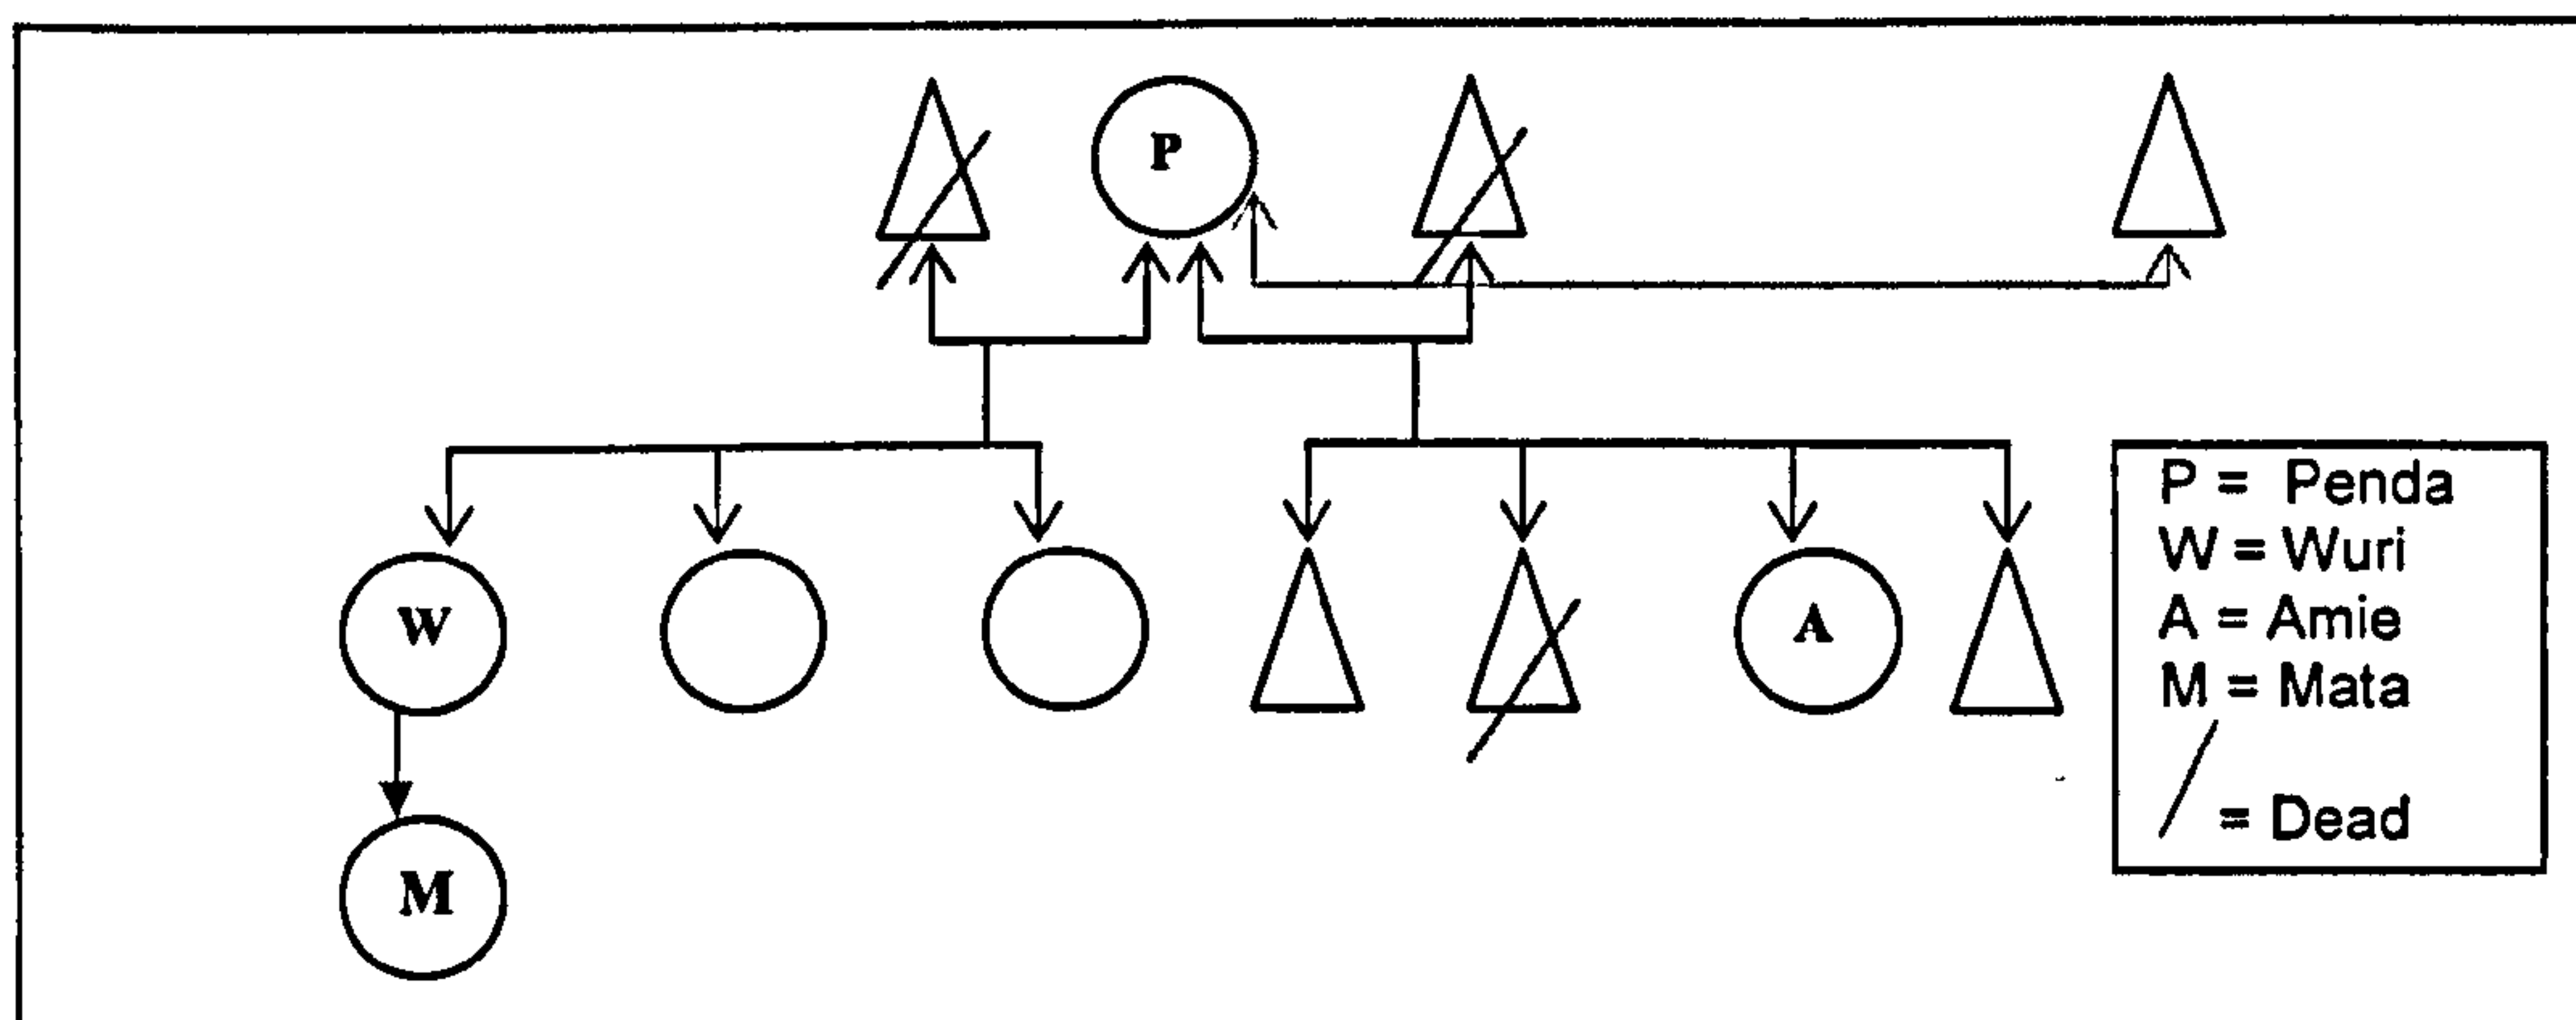 P
W
A
M
P = Penda
W = Wuri
A = Amie
M = Mata
/ = Dead